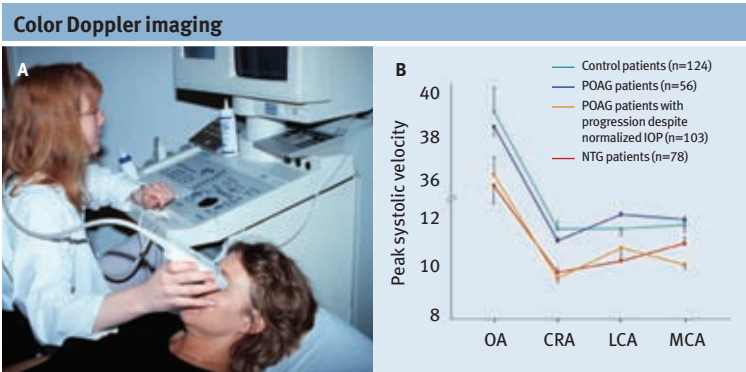 Color Doppler imaging
A
B
Control patients (n=124)
POAG patients (n=56)
POAG patients with
progression despite
normalized IOP (n=103)
NTG patients (n=78)
Peak systolic velocity
40
38
36
12
10
8
OA CRA LCA MCA